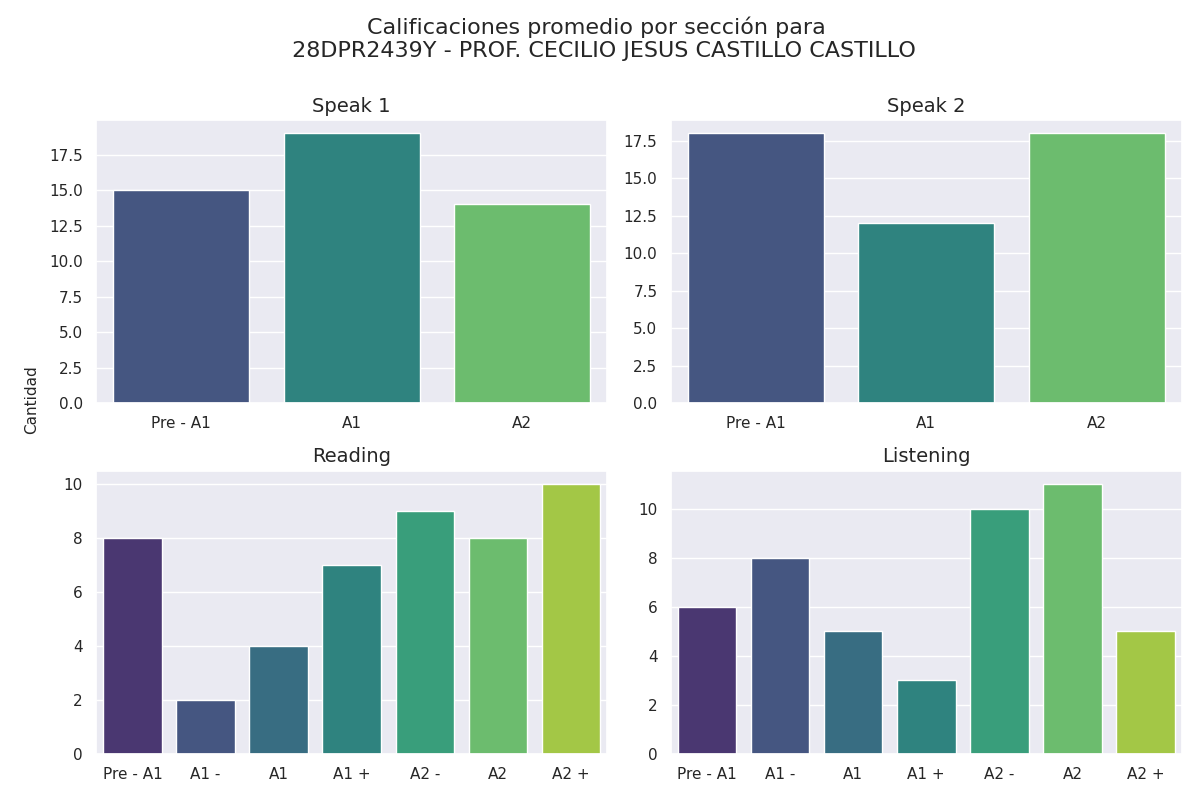 Calificaciones promedio por sección para
28DPR2439Y - PROF. CECILIO JESUS CASTILLO CASTILLO
Speak 1
17.5
15.0
12.5
10.0
7.5
5.0
2.5
0.0
Pre - A1 A1 A2
Speak 2
17.5
15.0
12.5
10.0
7.5
5.0
2.5
0.0
Pre - A1 A1 A2
Cantidad
Reading
10
8
6
4
2
0
Pre - A1 A1 - A1 A1 + A2 - A2 A2 +
Listening
10
8
6
4
2
0
Pre - A1 A1 - A1 A1 + A2 - A2 A2 +